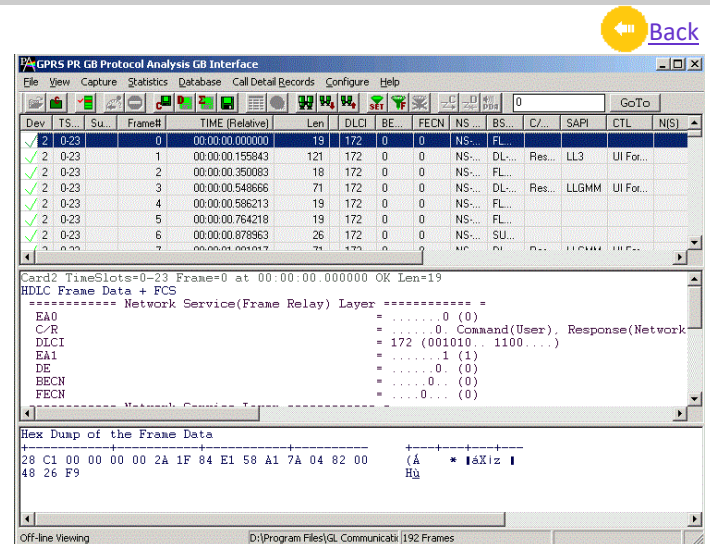 Back
GPRS PR GB Protocol Analysis GB Interface
File View Capture Statistics Database Call Detail Records Configure Help
SET 0 GoTo
Dev TS... Su... Frame# TIME (Relative) Len DLCI BE... FECN NS ... BS... C/... SAPI CTL N(S)
2 0-23 0 00:00:00.000000 19 172 0 0 NS-... FL...
2 0-23 1 00:00:00.155843 121 172 0 0 NS-... DL-... Res... LL3 UI For...
2 0-23 2 00:00:00.350083 18 172 0 0 NS-... FL...
2 0-23 3 00:00:00.548666 71 172 0 0 NS-... DL-... Res... LLGMM UI For...
2 0-23 4 00:00:00.586213 19 172 0 0 NS-... FL...
2 0-23 5 00:00:00.764218 19 172 0 0 NS-... FL...
2 0-23 6 00:00:00.878963 26 172 0 0 NS-... SU...
Card2 TimeSlots=0-23 Frame=0 at 00:00:00.000000 OK Len=19
HDLC Frame Data + FCS
============ Network Service(Frame Relay) Layer ============ =
EA0 = .......0 (0)
C/R = ......0. Command(User), Response(Network
DLCI = 172 (001010.. 1100....)
EA1 = .......1 (1)
DE = ......0. (0)
BECN = .....0.. (0)
FECN = ....0... (0)
Hex Dump of the Frame Data
28 C1 00 00 00 00 2A 1F 84 E1 58 A1 7A 04 82 00 (Á * áXiz
48 26 F9 Hù
Off-line Viewing D:\Program Files\GL Communicatic 192 Frames